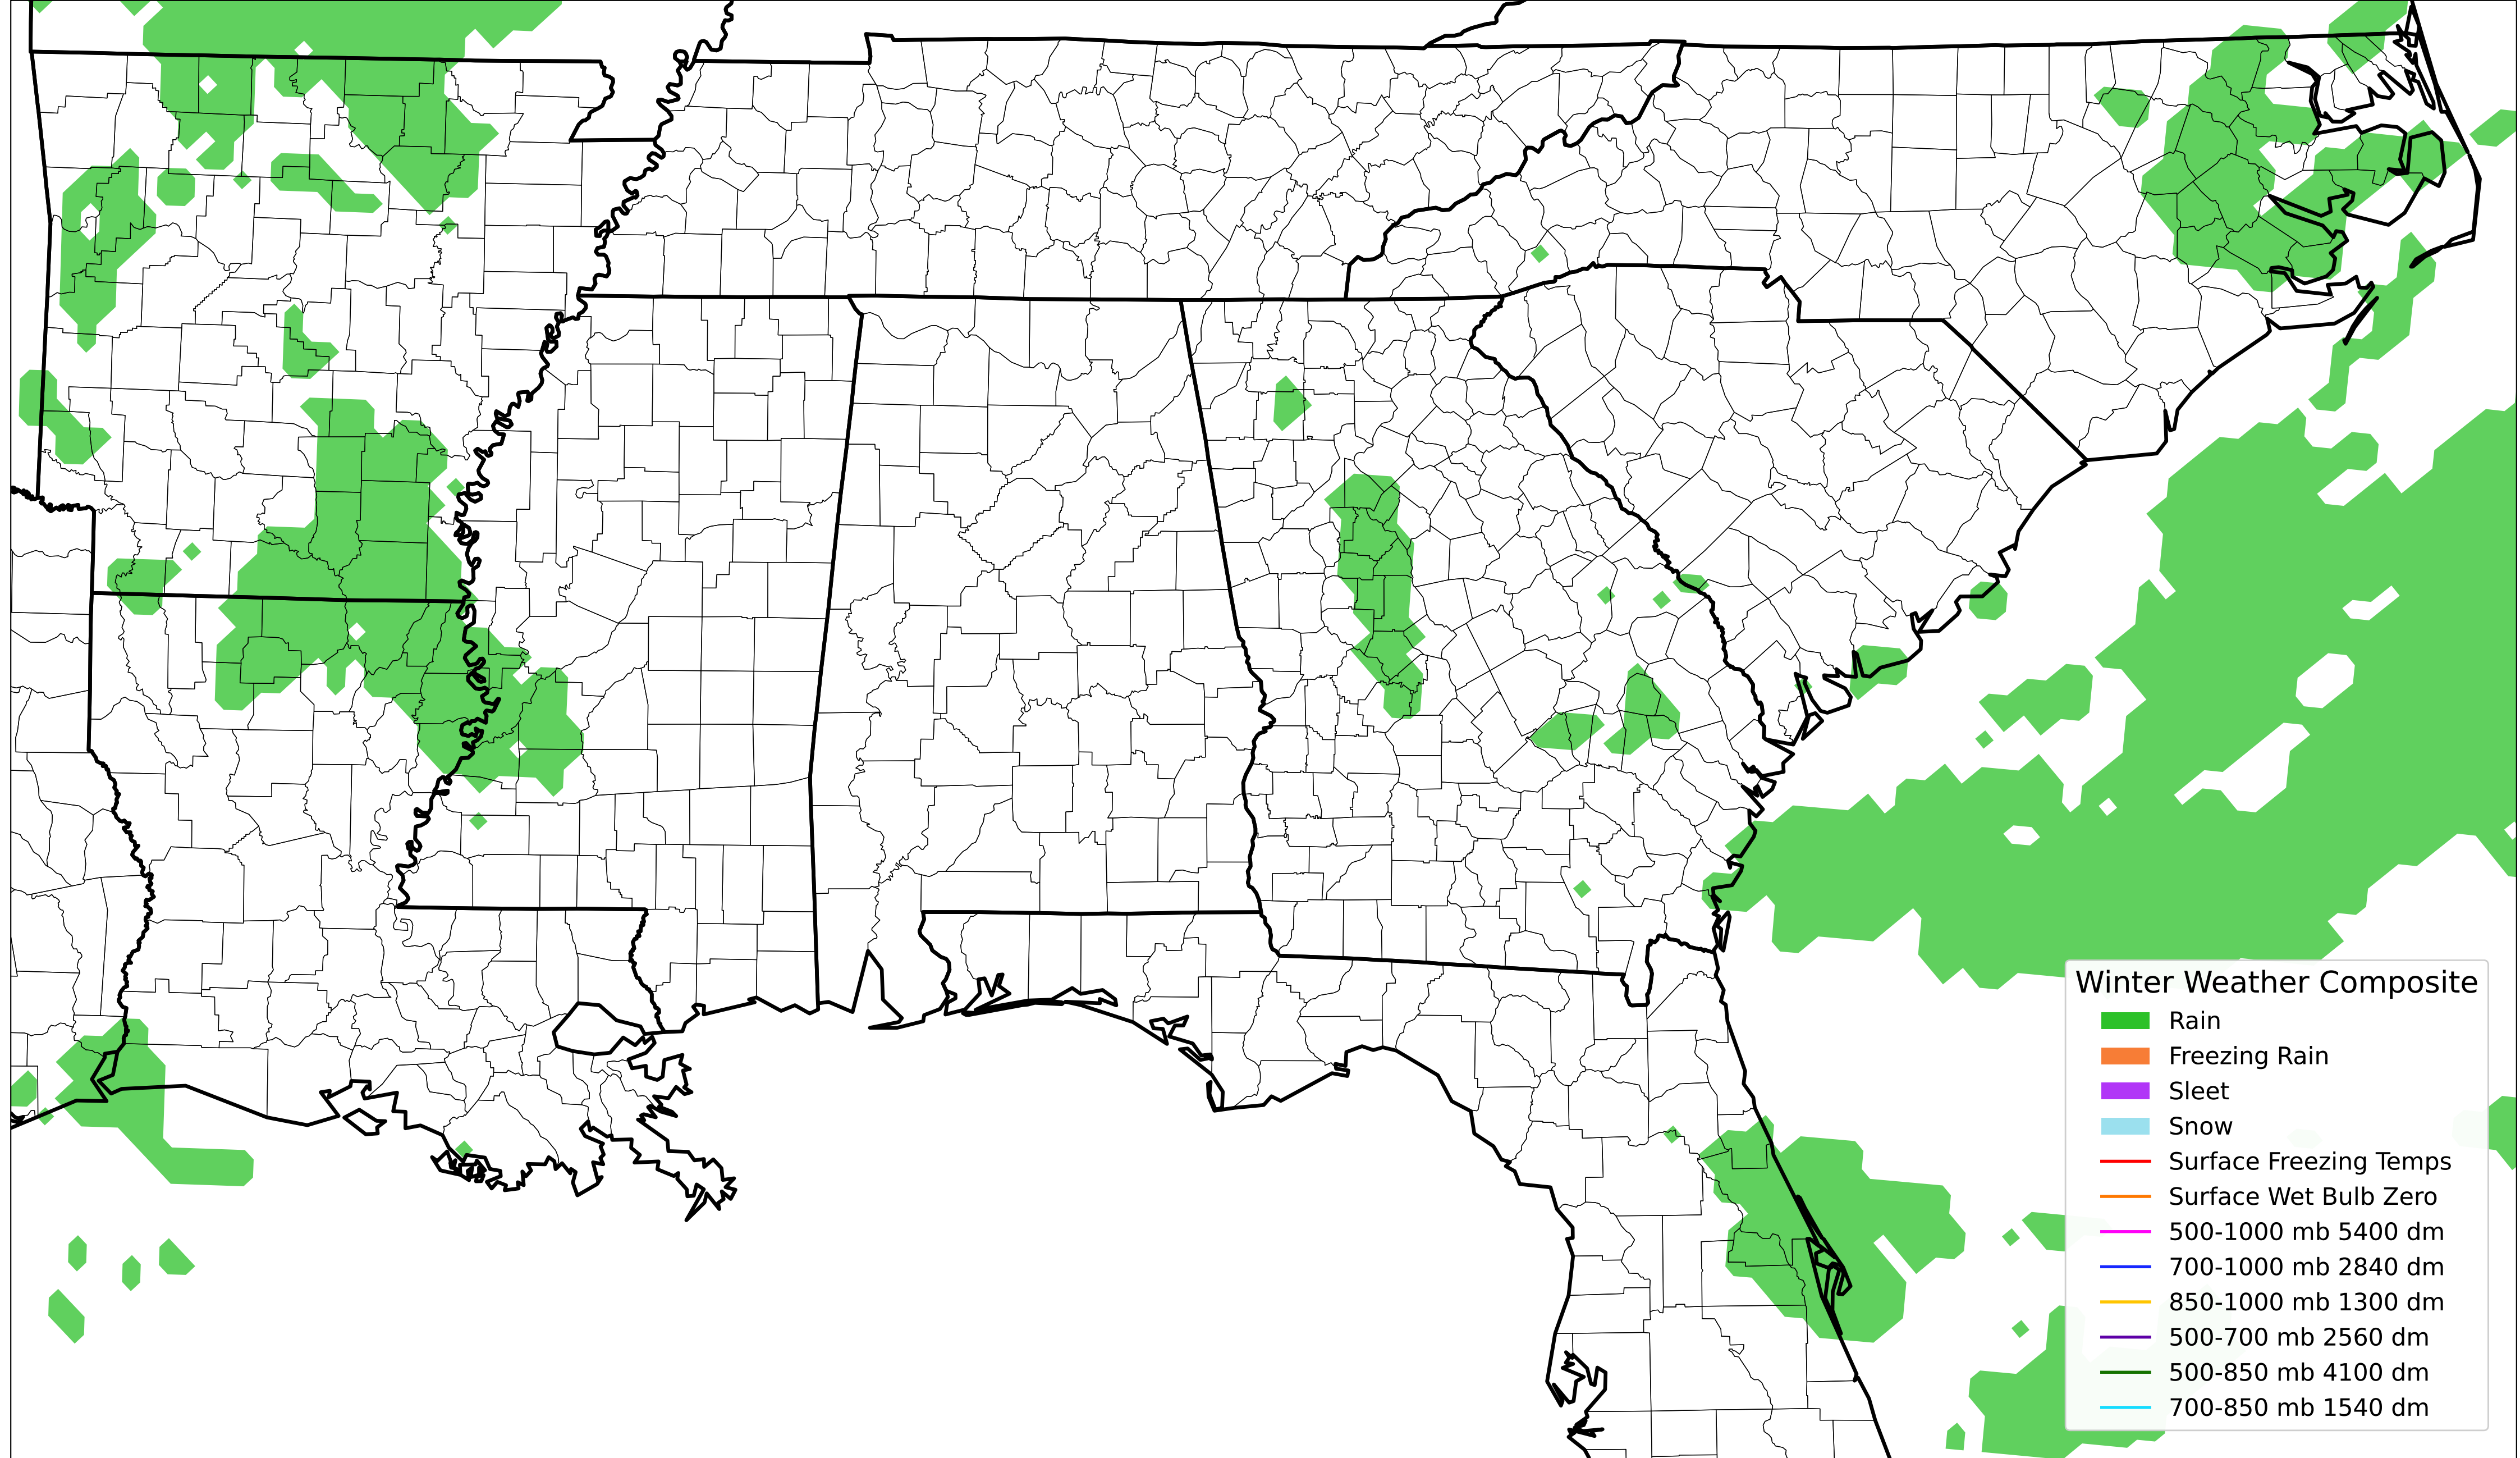 Winter Weather Composite
Rain
Freezing Rain
Sleet
Snow
Surface Freezing Temps
Surface Wet Bulb Zero
500-1000 mb 5400 dm
700-1000 mb 2840 dm
850-1000 mb 1300 dm
500-700 mb 2560 dm
500-850 mb 4100 dm
700-850 mb 1540 dm